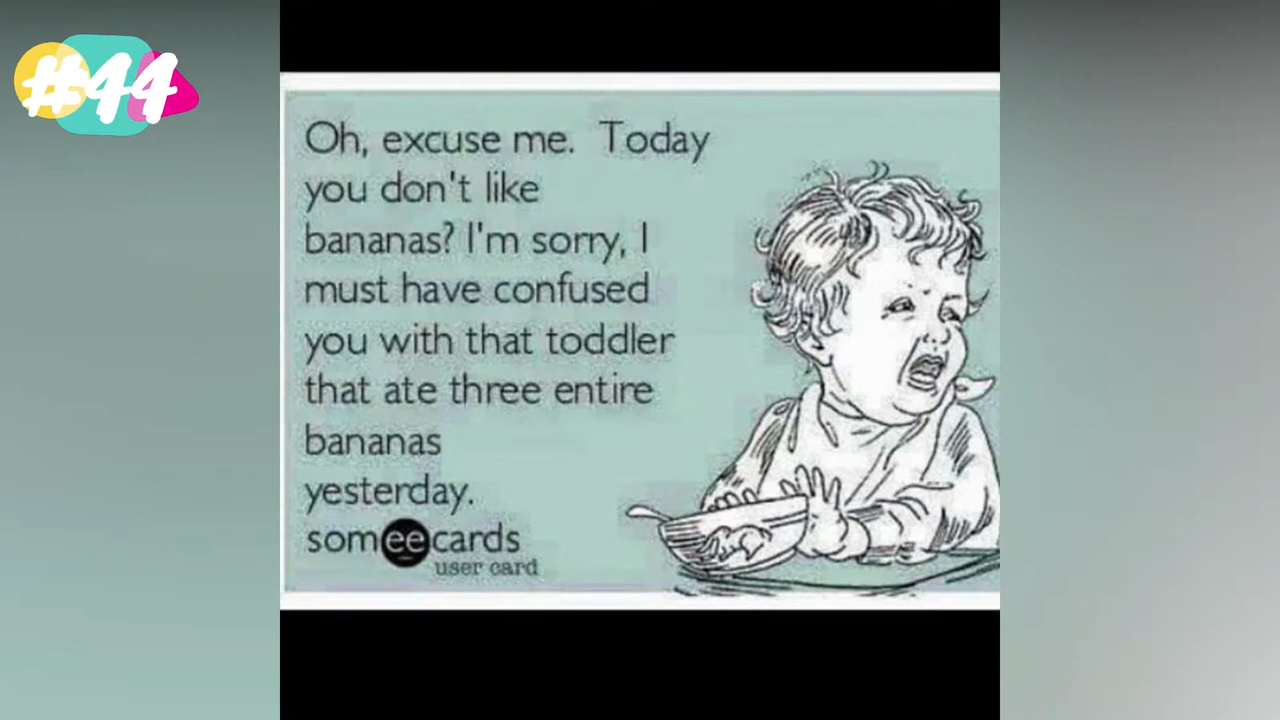 #44
Oh, excuse me. Today
you don't like
bananas? I'm sorry, I
must have confused
you with that toddler
that ate three entire
bananas
yesterday.
someecards
user card